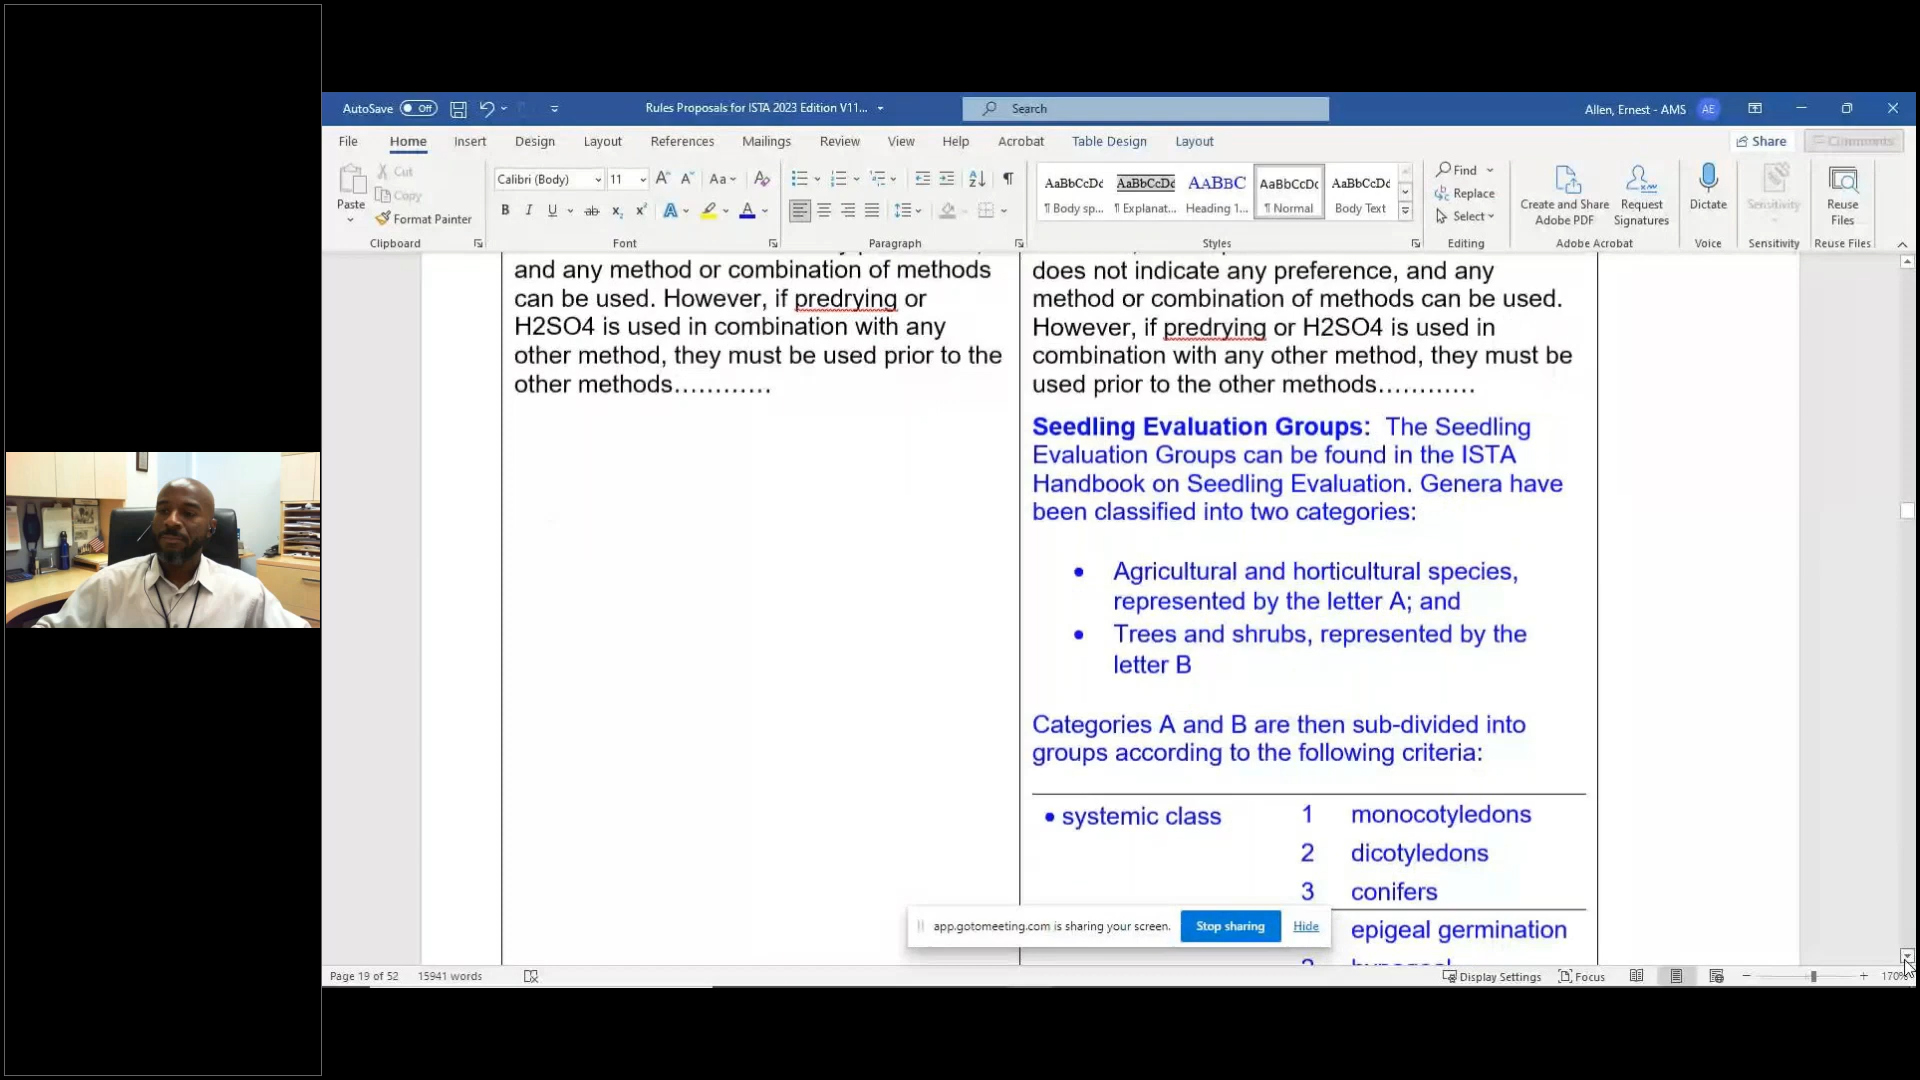 AutoSave Off
Rules Proposals for ISTA 2023 Edition V11...
Search
Allen, Ernest - AMS AE
File Home Insert Design Layout References Mailings Review View Help Acrobat Table Design Layout
Share Comments
Paste
Cut
Copy
Format Painter
Clipboard
Calibri (Body) 11
Font
Paragraph
AaBbCcDc AaBbCcDc AABBC AaBbCcDc AaBbCcDc
¶ Body sp... ¶ Explanat... Heading 1... ¶ Normal Body Text
Styles
Find
Replace
Select
Editing
Create and Share
Adobe PDF
Request
Signatures
Adobe Acrobat
Dictate
Voice
Sensitivity
Sensitivity
Reuse
Files
Reuse Files
and any method or combination of methods
can be used. However, if predrying or
H2SO4 is used in combination with any
other method, they must be used prior to the
other methods…………
does not indicate any preference, and any
method or combination of methods can be used.
However, if predrying or H2SO4 is used in
combination with any other method, they must be
used prior to the other methods…………
Seedling Evaluation Groups: The Seedling
Evaluation Groups can be found in the ISTA
Handbook on Seedling Evaluation. Genera have
been classified into two categories:
• Agricultural and horticultural species,
represented by the letter A; and
• Trees and shrubs, represented by the
letter B
Categories A and B are then sub-divided into
groups according to the following criteria:
• systemic class 1 monocotyledons
2 dicotyledons
3 conifers
epigeal germination
app.gotomeeting.com is sharing your screen. Stop sharing Hide
Page 19 of 52 15941 words
Display Settings Focus 170%